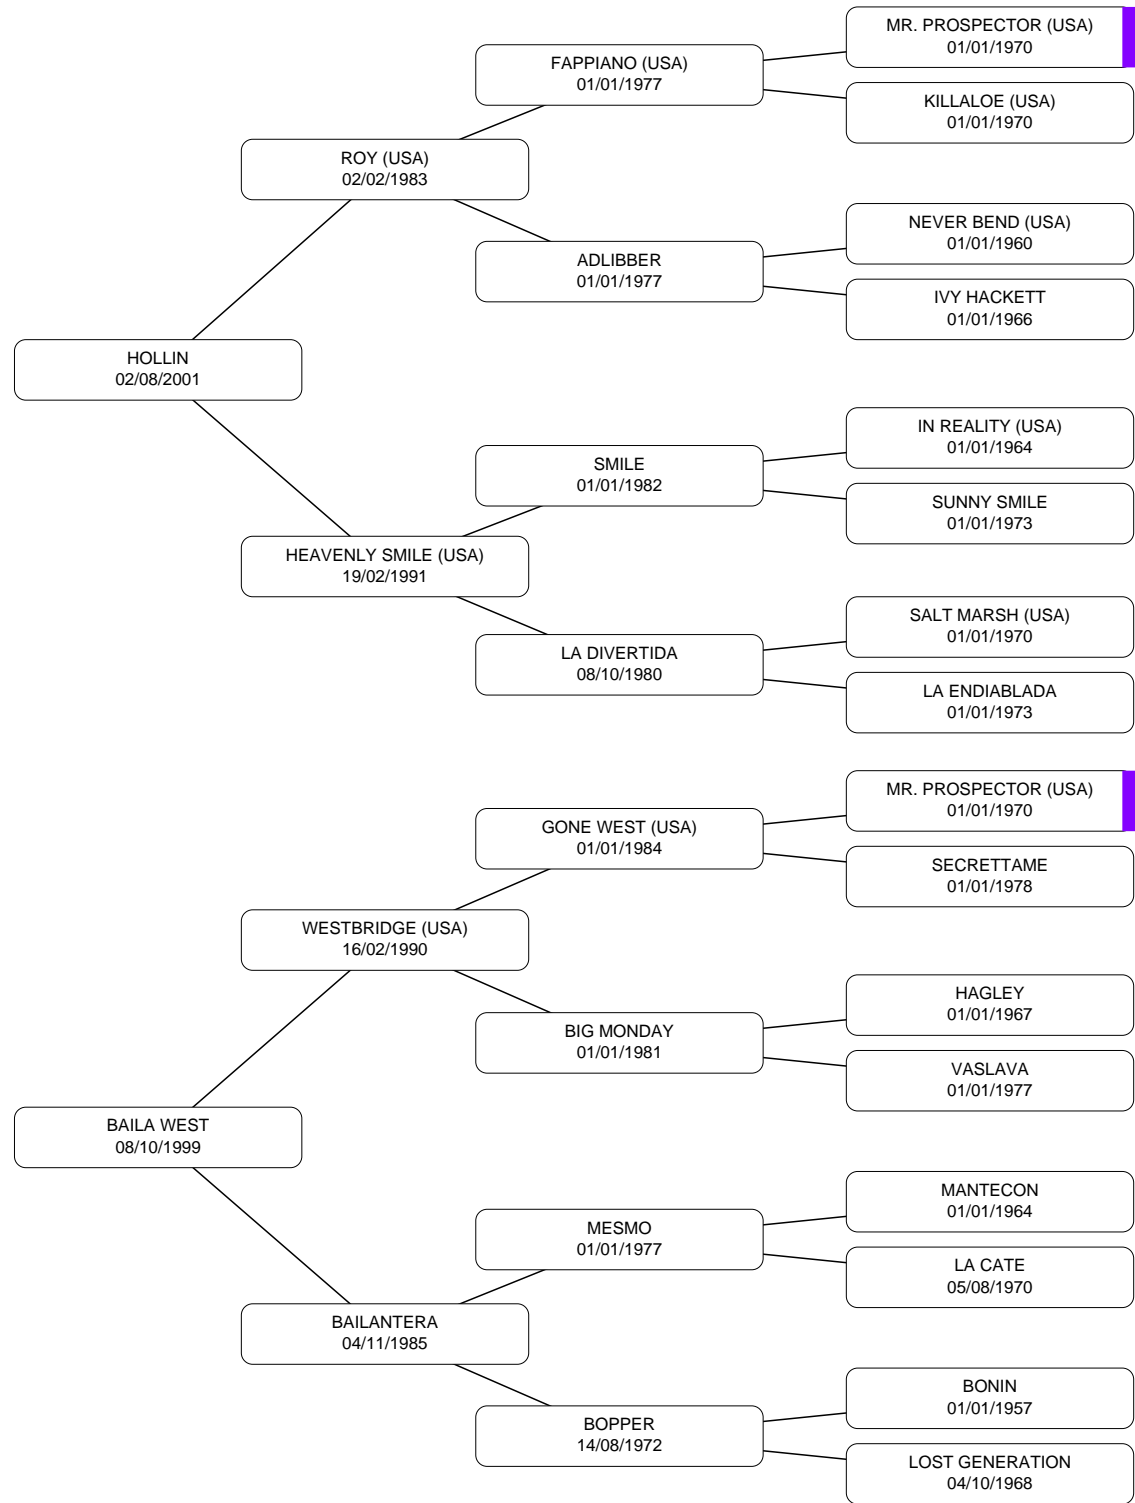 MR. PROSPECTOR (USA)
01/01/1970
FAPPIANO (USA)
01/01/1977
KILLALOE (USA)
01/01/1970
ROY (USA)
02/02/1983
NEVER BEND (USA)
01/01/1960
ADLIBBER
01/01/1977
IVY HACKETT
01/01/1966
HOLLIN
02/08/2001
IN REALITY (USA)
01/01/1964
SMILE
01/01/1982
SUNNY SMILE
01/01/1973
HEAVENLY SMILE (USA)
19/02/1991
SALT MARSH (USA)
01/01/1970
LA DIVERTIDA
08/10/1980
LA ENDIABLADA
01/01/1973
MR. PROSPECTOR (USA)
01/01/1970
GONE WEST (USA)
01/01/1984
SECRETTAME
01/01/1978
WESTBRIDGE (USA)
16/02/1990
HAGLEY
01/01/1967
BIG MONDAY
01/01/1981
VASLAVA
01/01/1977
BAILA WEST
08/10/1999
MANTECON
01/01/1964
MESMO
01/01/1977
LA CATE
05/08/1970
BAILANTERA
04/11/1985
BONIN
01/01/1957
BOPPER
14/08/1972
LOST GENERATION
04/10/1968